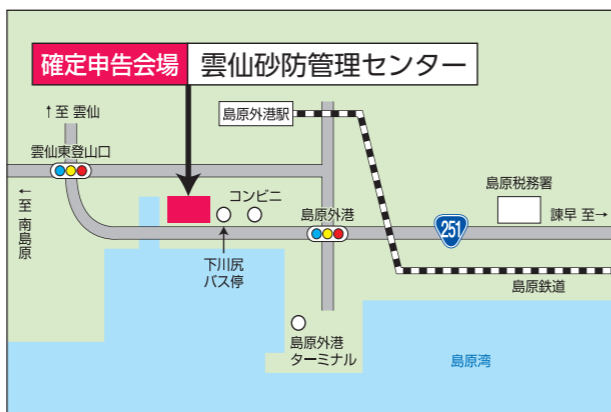 確定申告会場 雲仙砂防管理センター
↑至 雲仙
島原外港駅
雲仙東登山口
←至 南島原
コンビニ
島原外港
島原税務署
251
諫早 至→
下川尻
バス停
島原鉄道
島原外港
ターミナル
島原湾